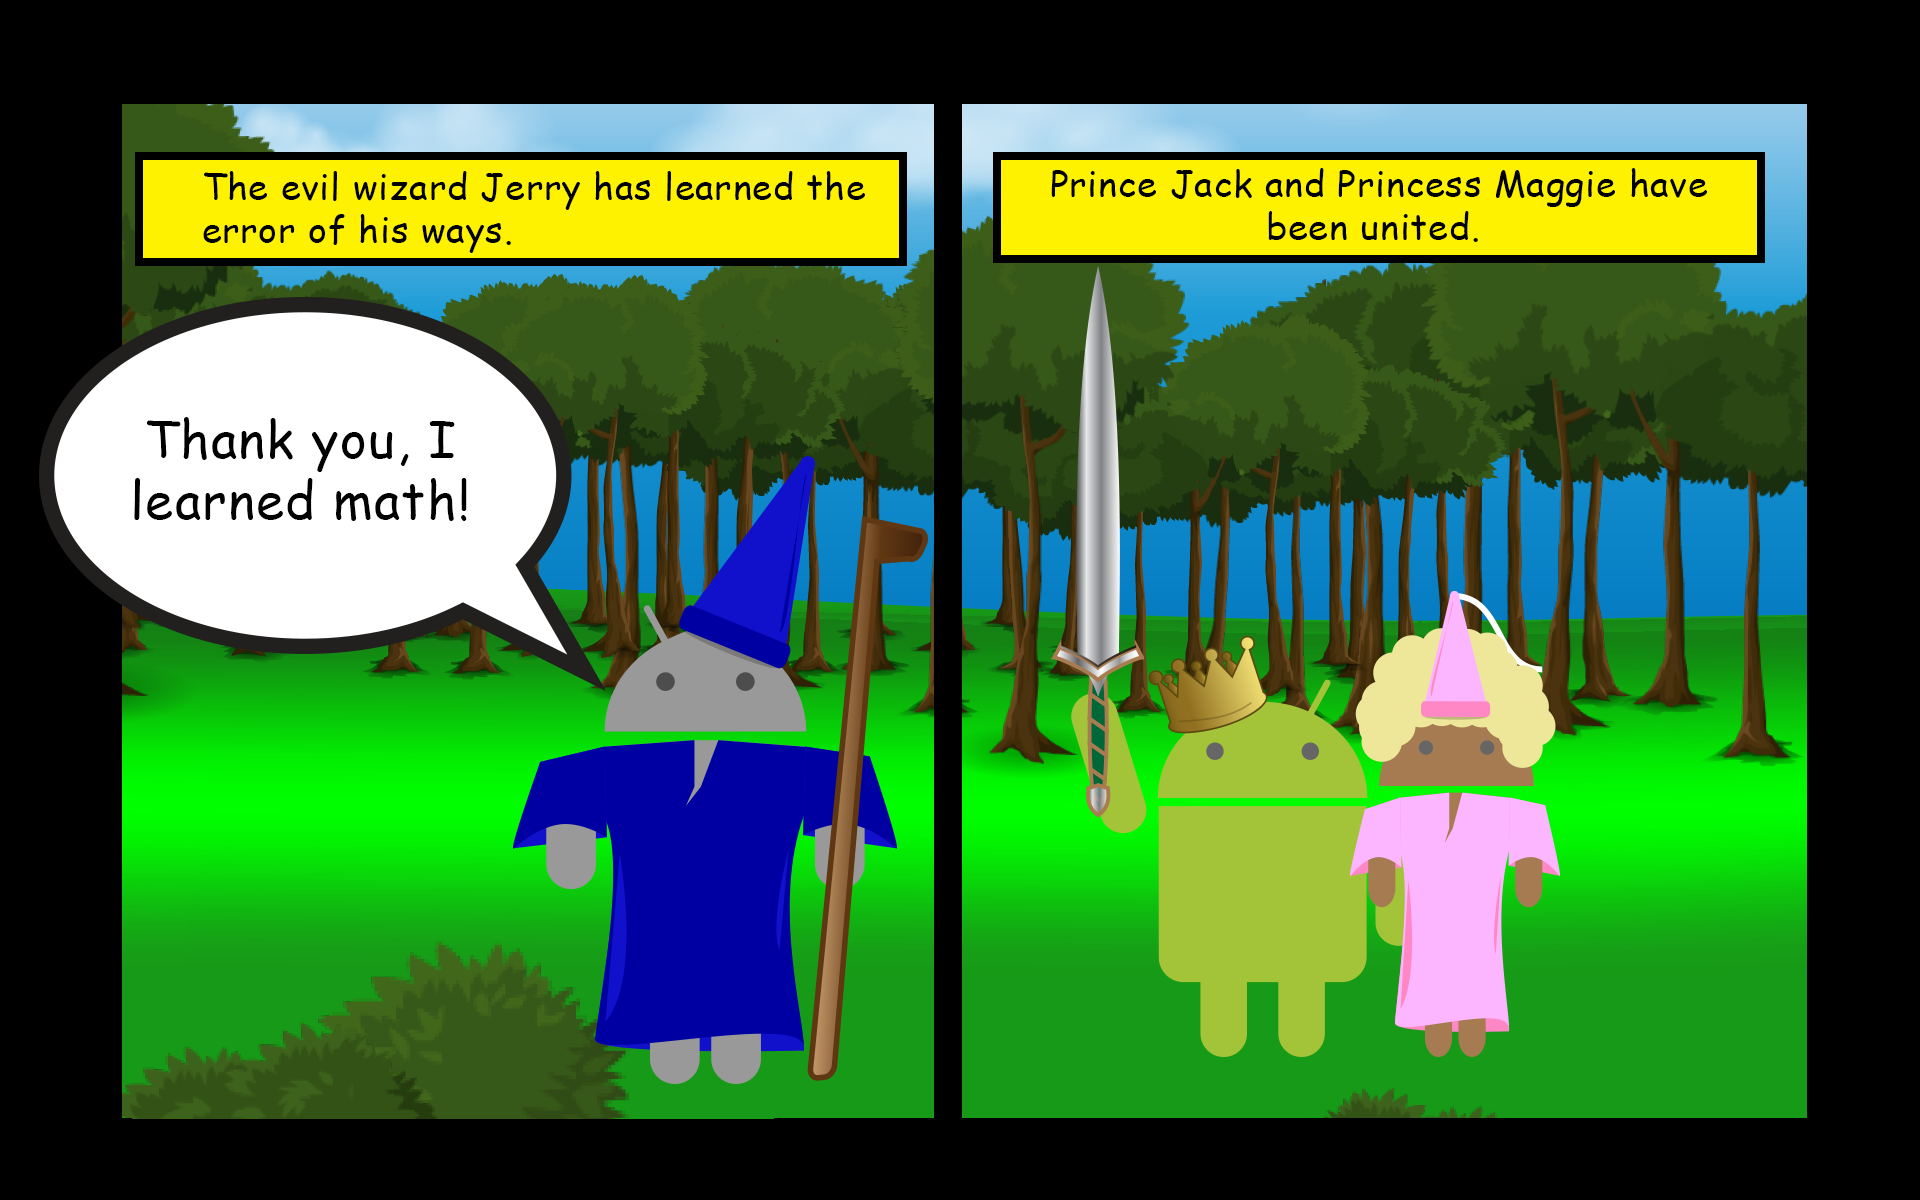 The evil wizard Jerry has learned the
error of his ways.
Thank you, I
learned math!
Prince Jack and Princess Maggie have
been united.